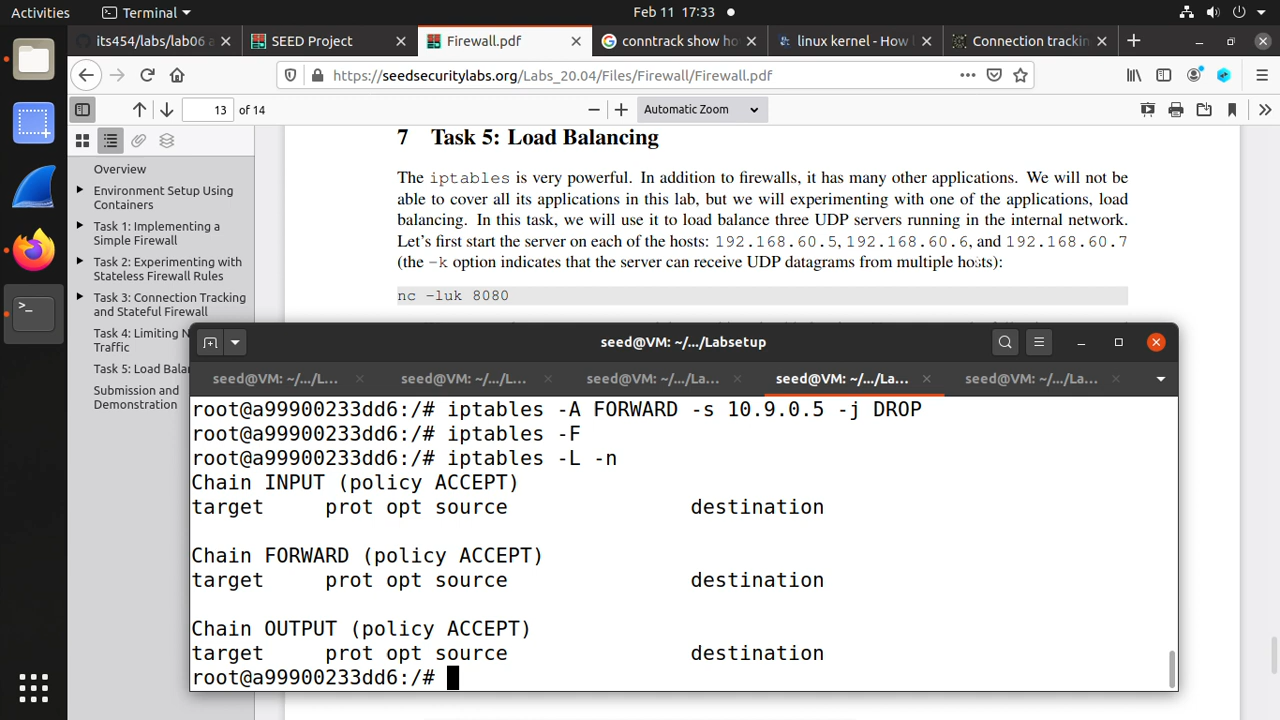 Activities
Terminal
Feb 11 17:33
its454/labs/lab06 a
SEED Project
Firewall.pdf
conntrack show ho
linux kernel - How
Connection trackin
https://seedsecuritylabs.org/Labs_20.04/Files/Firewall/Firewall.pdf
13 of 14
Automatic Zoom
Overview
Environment Setup Using
Containers
Task 1: Implementing a
Simple Firewall
Task 2: Experimenting with
Stateless Firewall Rules
Task 3: Connection Tracking
and Stateful Firewall
Task 4: Limiting N
Traffic
Task 5: Load Balan
Submission and
Demonstration
7 Task 5: Load Balancing
The iptables is very powerful. In addition to firewalls, it has many other applications. We will not be
able to cover all its applications in this lab, but we will experimenting with one of the applications, load
balancing. In this task, we will use it to load balance three UDP servers running in the internal network.
Let's first start the server on each of the hosts: 192.168.60.5, 192.168.60.6, and 192.168.60.7
(the -k option indicates that the server can receive UDP datagrams from multiple hosts):
nc -luk 8080
seed@VM: ~/.../Labsetup
seed@VM: ~/.../L...
seed@VM: ~/.../L...
seed@VM: ~/.../La...
seed@VM: ~/.../La...
seed@VM: ~/.../La...
root@a99900233dd6:/# iptables -A FORWARD -s 10.9.0.5 -j DROP
root@a99900233dd6:/# iptables -F
root@a99900233dd6:/# iptables -L -n
Chain INPUT (policy ACCEPT)
target prot opt source destination
Chain FORWARD (policy ACCEPT)
target prot opt source destination
Chain OUTPUT (policy ACCEPT)
target prot opt source destination
root@a99900233dd6:/#